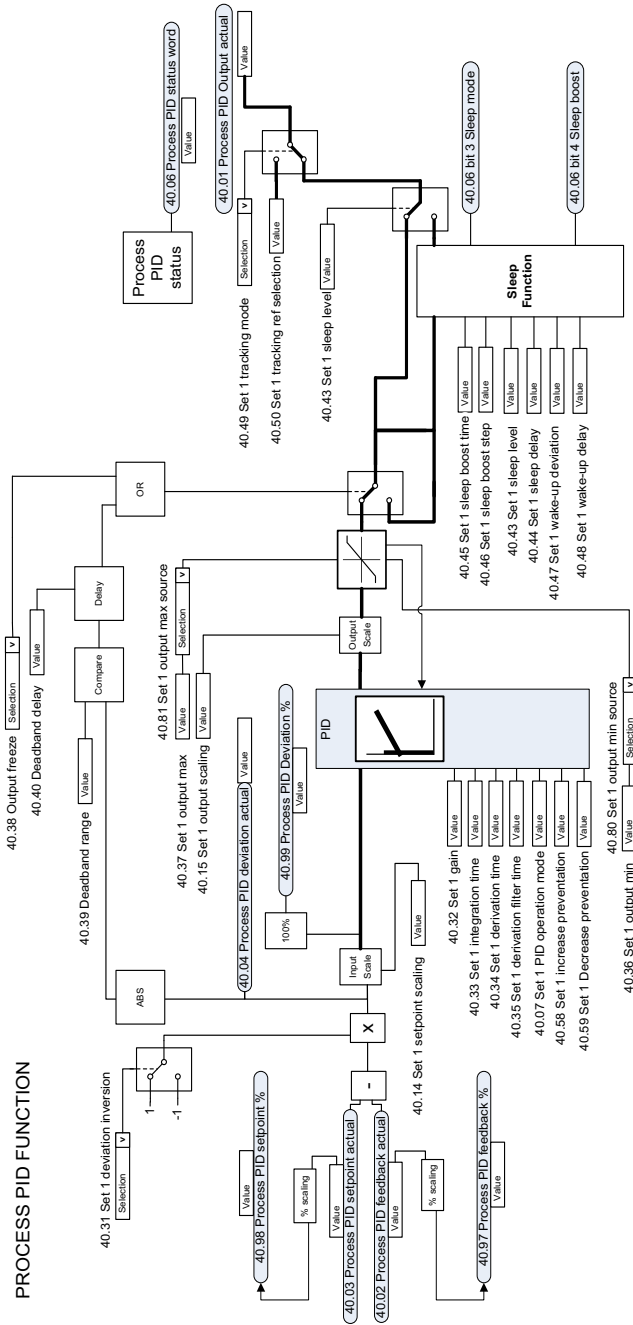 PROCESS PID FUNCTION
40.31 Set 1 deviation inversion
Selection v
1
-1
40.98 Process PID setpoint %
Value
% scaling
Value
40.03 Process PID setpoint actual
40.02 Process PID feedback actual
Value
% scaling
40.97 Process PID feedback %
Value
-
X
ABS
40.04 Process PID deviation actual
Value
100%
40.99 Process PID Deviation %
Value
Input Scale
40.14 Set 1 setpoint scaling
Value
40.38 Output freeze
Selection v
40.40 Deadband delay
Value
40.39 Deadband range
Value
Compare
Delay
OR
40.81 Set 1 output max source
40.37 Set 1 output max
Value
Selection v
40.15 Set 1 output scaling
Value
PID
Output Scale
40.32 Set 1 gain
Value
40.33 Set 1 integration time
Value
40.34 Set 1 derivation time
Value
40.35 Set 1 derivation filter time
Value
40.07 Set 1 PID operation mode
Value
40.58 Set 1 increase preventation
Value
40.59 Set 1 Decrease preventation
Value
40.80 Set 1 output min source
40.36 Set 1 output min
Value
Selection v
Process PID status
40.06 Process PID status word
Value
40.01 Process PID Output actual
Value
40.49 Set 1 tracking mode
Selection v
40.50 Set 1 tracking ref selection
Value
40.43 Set 1 sleep level
Value
40.45 Set 1 sleep boost time
Value
40.46 Set 1 sleep boost step
Value
40.43 Set 1 sleep level
Value
40.44 Set 1 sleep delay
Value
40.47 Set 1 wake-up deviation
Value
40.48 Set 1 wake-up delay
Value
Sleep Function
40.06 bit 3 Sleep mode
40.06 bit 4 Sleep boost